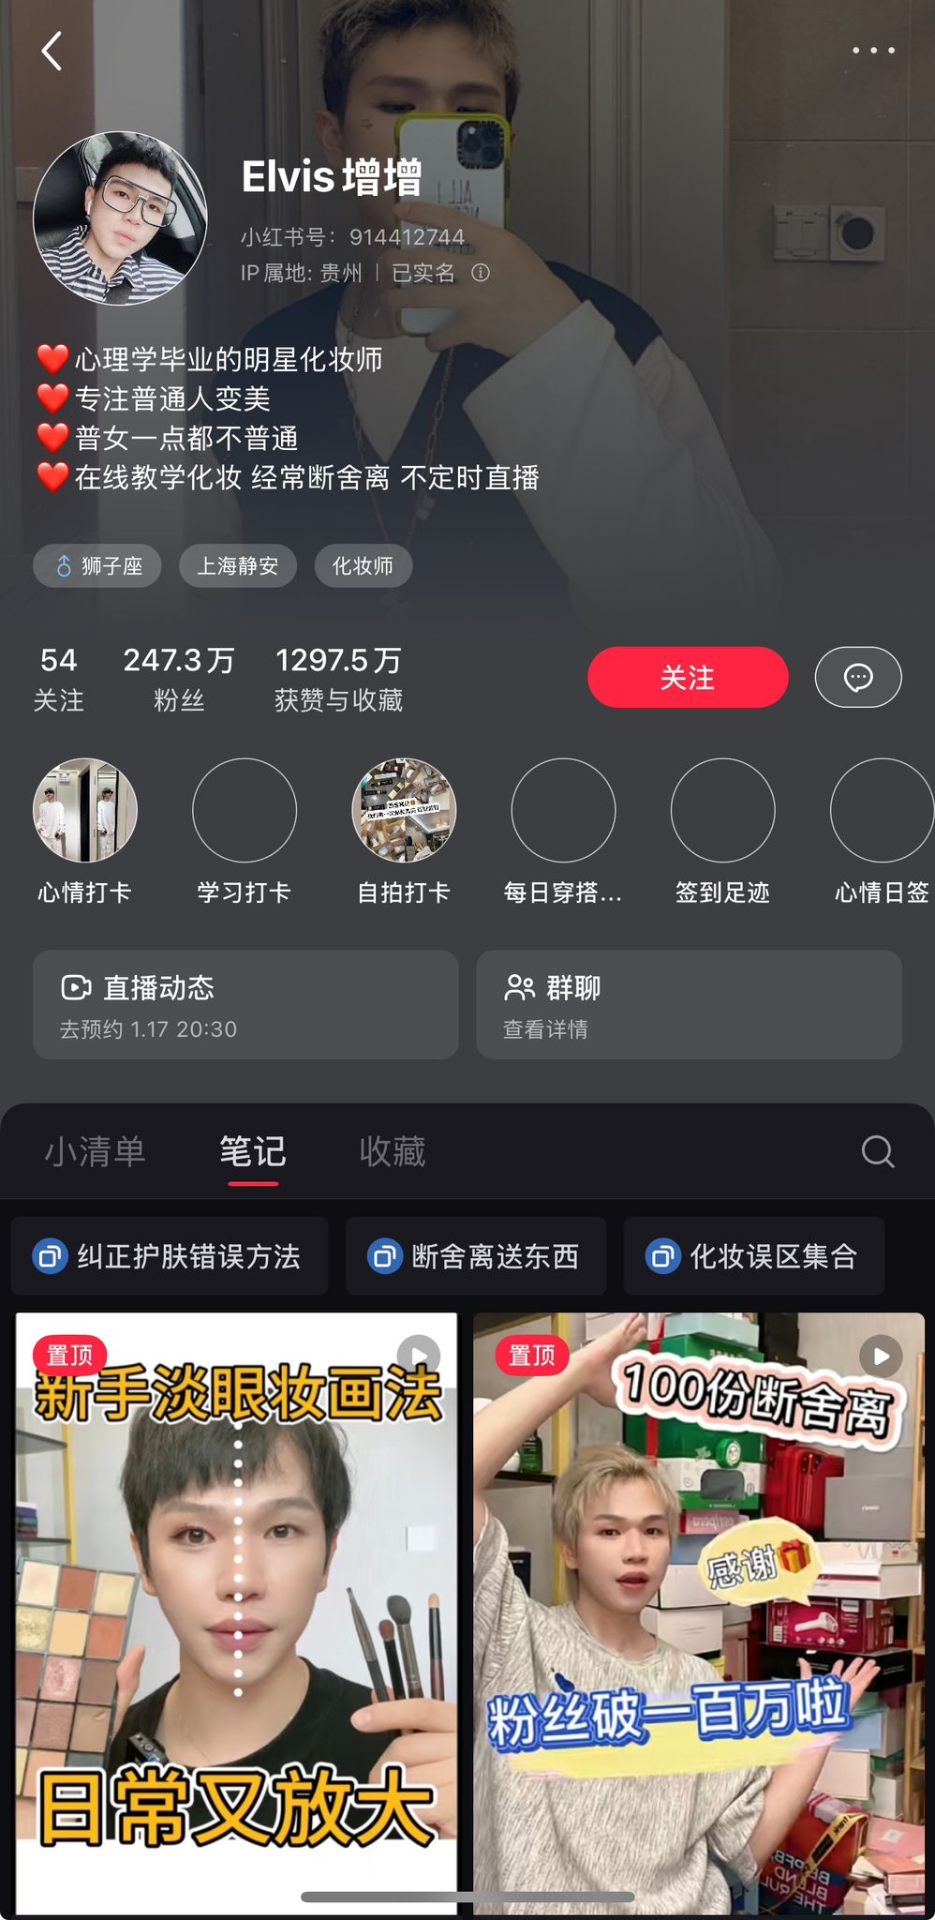 Elvis增增
小红书号：914412744
IP属地: 贵州 | 已实名
❤️心理学毕业的明星化妆师
❤️专注普通人变美
❤️普女一点都不普通
❤️在线教学化妆 经常断舍离 不定时直播
♂ 狮子座
上海静安
化妆师
54
247.3万
1297.5万
关注
粉丝
获赞与收藏
关注
心情打卡
学习打卡
自拍打卡
每日穿搭...
签到足迹
心情日签
直播动态
去预约 1.17 20:30
群聊
查看详情
小清单
笔记
收藏
纠正护肤错误方法
断舍离送东西
化妆误区集合
置顶
新手淡眼妆画法
日常又放大
置顶
100份断舍离
感谢
粉丝破一百万啦